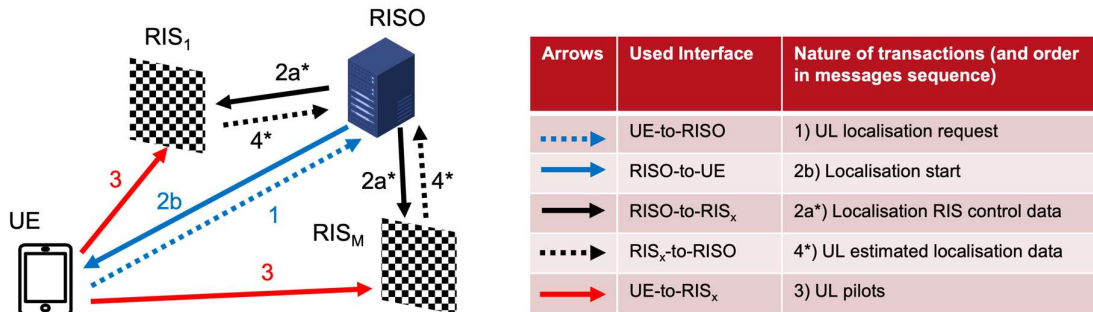 RISO
RIS₁
2a*
4*
3
2b
2a*
4*
1
UE
RIS_M
3
Arrows Used Interface Nature of transactions (and order
in messages sequence)
UE-to-RISO 1) UL localisation request
RISO-to-UE 2b) Localisation start
RISO-to-RISₓ 2a*) Localisation RIS control data
RISₓ-to-RISO 4*) UL estimated localisation data
UE-to-RISₓ 3) UL pilots